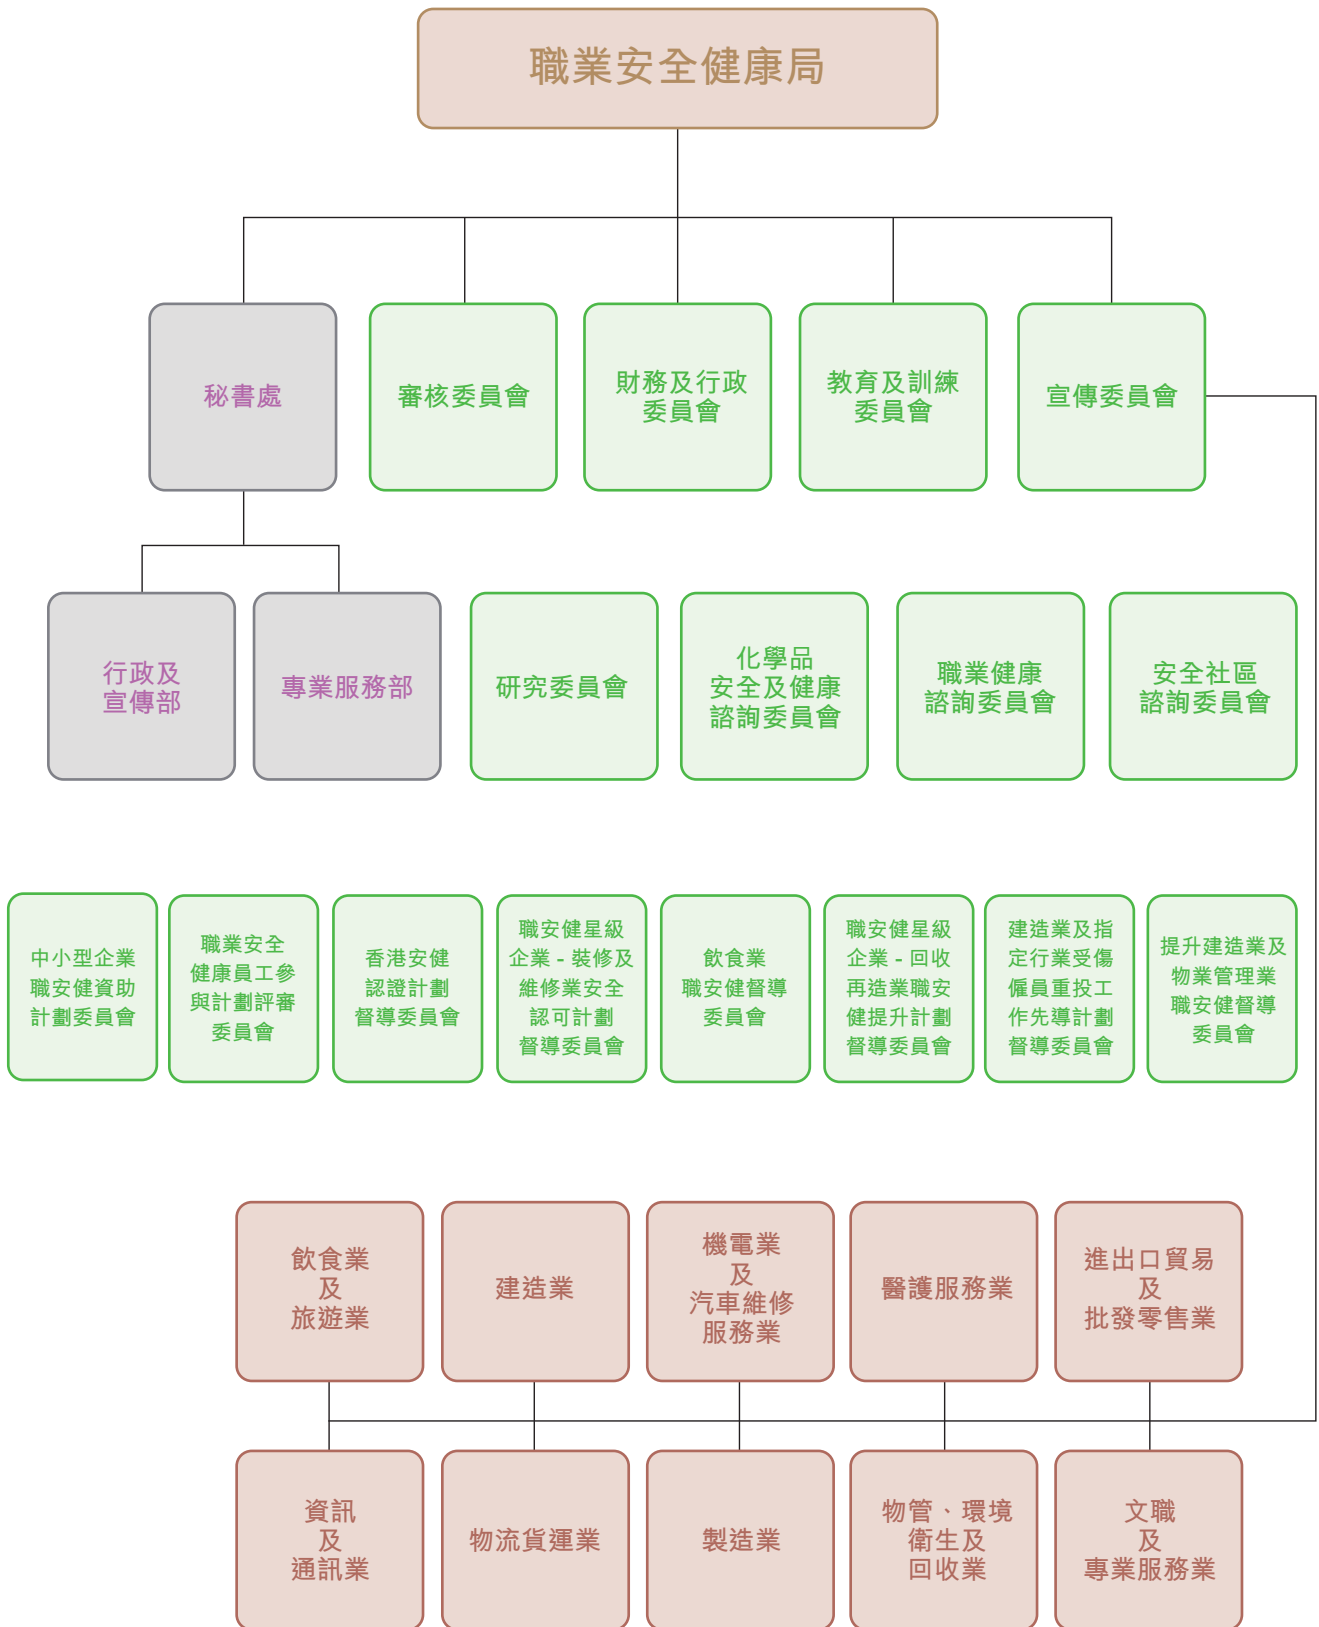 職業安全健康局
秘書處
審核委員會
財務及行政
委員會
教育及訓練
委員會
宣傳委員會
行政及
宣傳部
專業服務部
研究委員會
化學品
安全及健康
諮詢委員會
職業健康
諮詢委員會
安全社區
諮詢委員會
中小型企業
職安健資助
計劃委員會
職業安全
健康員工參
與計劃評審
委員會
香港安健
認證計劃
督導委員會
職安健星級
企業 - 裝修及
維修業安全
認可計劃
督導委員會
飲食業
職安健督導
委員會
職安健星級
企業 - 回收
再造業職安
健提升計劃
督導委員會
建造業及指
定行業受傷
僱員重投工
作先導計劃
督導委員會
提升建造業及
物業管理業
職安健督導
委員會
飲食業
及
旅遊業
建造業
機電業
及
汽車維修
服務業
醫護服務業
進出口貿易
及
批發零售業
資訊
及
通訊業
物流貨運業
製造業
物管、環境
衛生及
回收業
文職
及
專業服務業